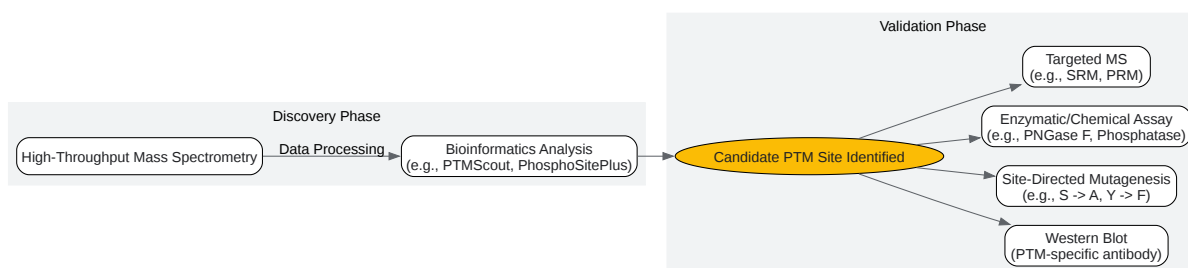 Discovery Phase
High-Throughput Mass Spectrometry
Data Processing
Bioinformatics Analysis
(e.g., PTMScout, PhosphoSitePlus)
Validation Phase
Candidate PTM Site Identified
Targeted MS
(e.g., SRM, PRM)
Enzymatic/Chemical Assay
(e.g., PNGase F, Phosphatase)
Site-Directed Mutagenesis
(e.g., S -> A, Y -> F)
Western Blot
(PTM-specific antibody)